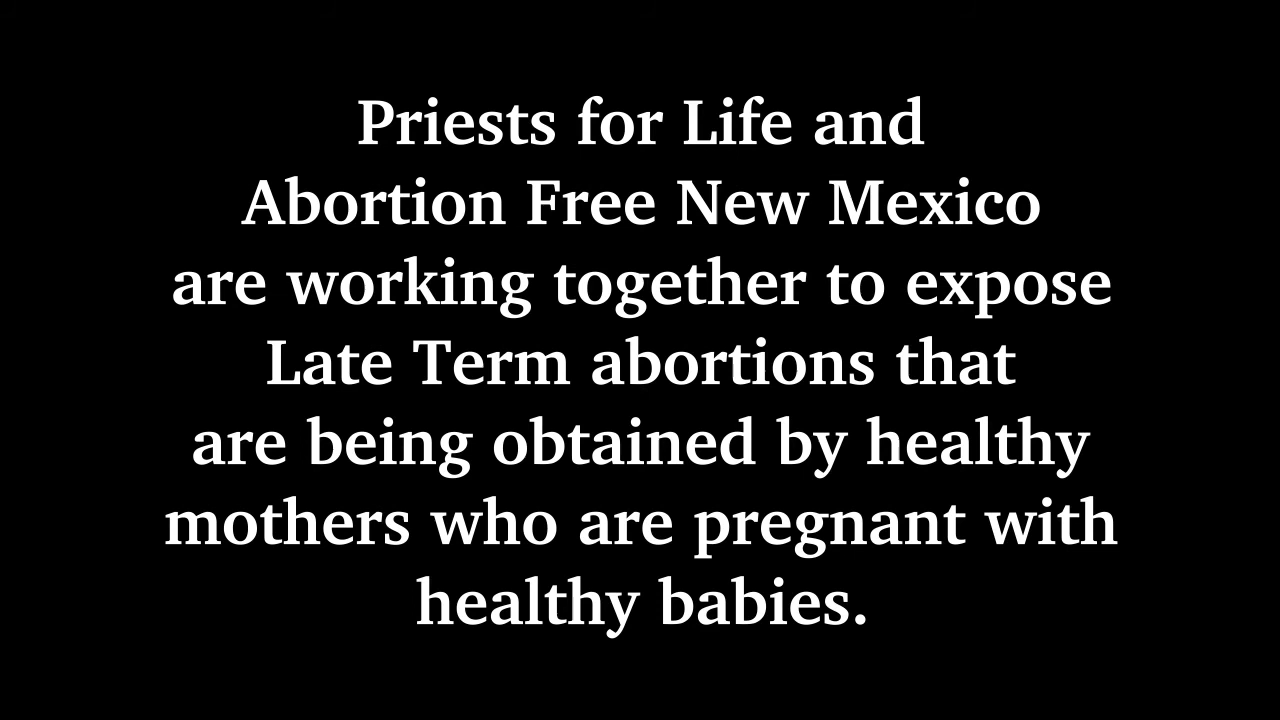 Priests for Life and
Abortion Free New Mexico
are working together to expose
Late Term abortions that
are being obtained by healthy
mothers who are pregnant with
healthy babies.